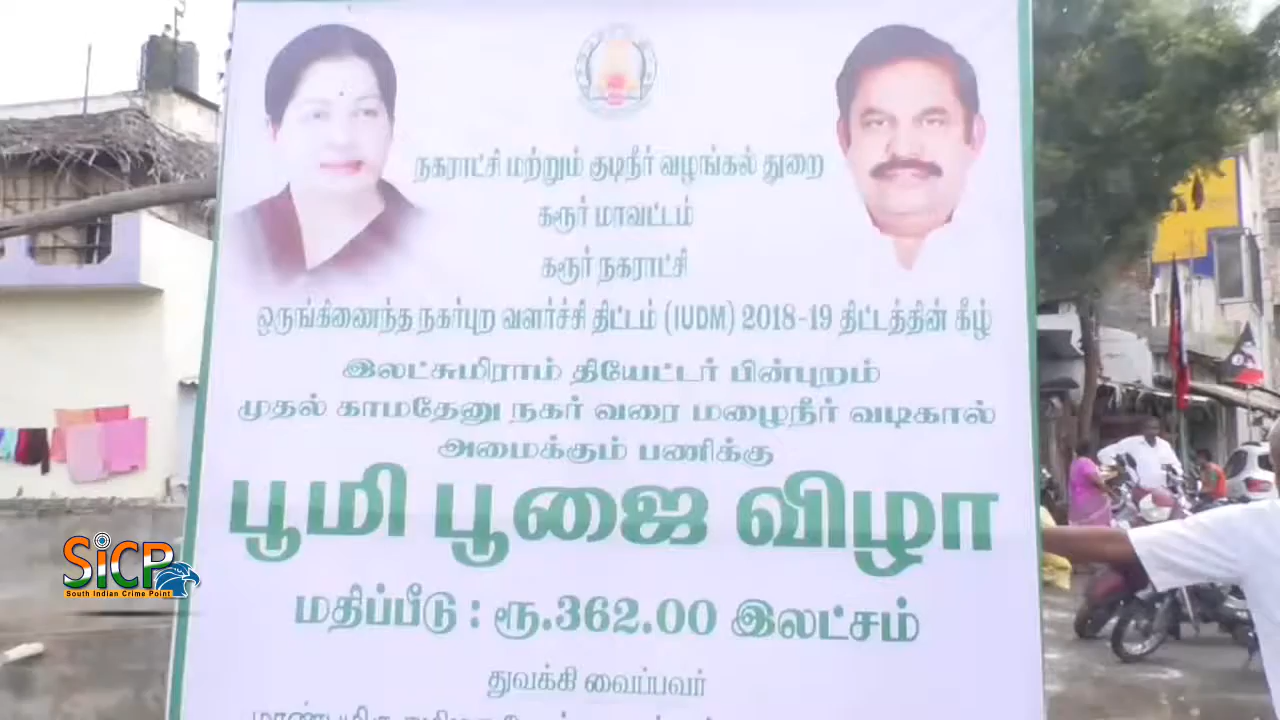 நகராட்சி மற்றும் குடிநீர் வழங்கல் துறை
கரூர் மாவட்டம்
கரூர் நகராட்சி
ஒருங்கிணைந்த நகர்புற வளர்ச்சி திட்டம் (IUDM) 2018-19 திட்டத்தின் கீழ்
இலட்சுமிராம் தியேட்டர் பின்புறம்
முதல் காமதேனு நகர் வரை மழைநீர் வடிகால்
அமைக்கும் பணிக்கு
பூமி பூஜை விழா
மதிப்பீடு : ரூ.362.00 இலட்சம்
துவக்கி வைப்பவர்
SiCP
South Indian Crime Point